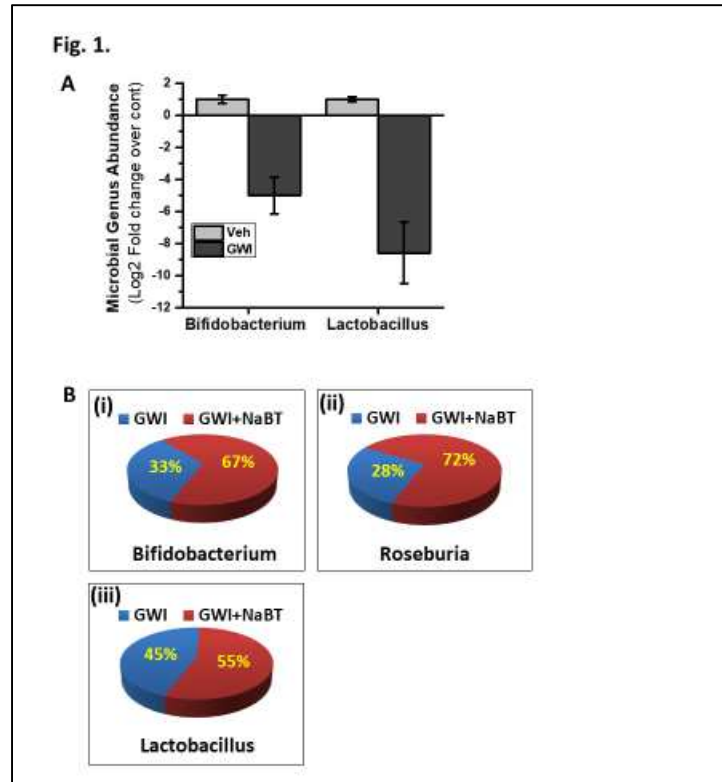 Fig. 1.
A
Microbial Genus Abundance
(Log2 Fold change over cont)
2
0
-2
-4
-6
-8
-10
-12
Veh
GWI
Bifidobacterium Lactobacillus
B
(i)
GWI GWI+NaBT
33% 67%
Bifidobacterium
(ii)
GWI GWI+NaBT
28% 72%
Roseburia
(iii)
GWI GWI+NaBT
45% 55%
Lactobacillus